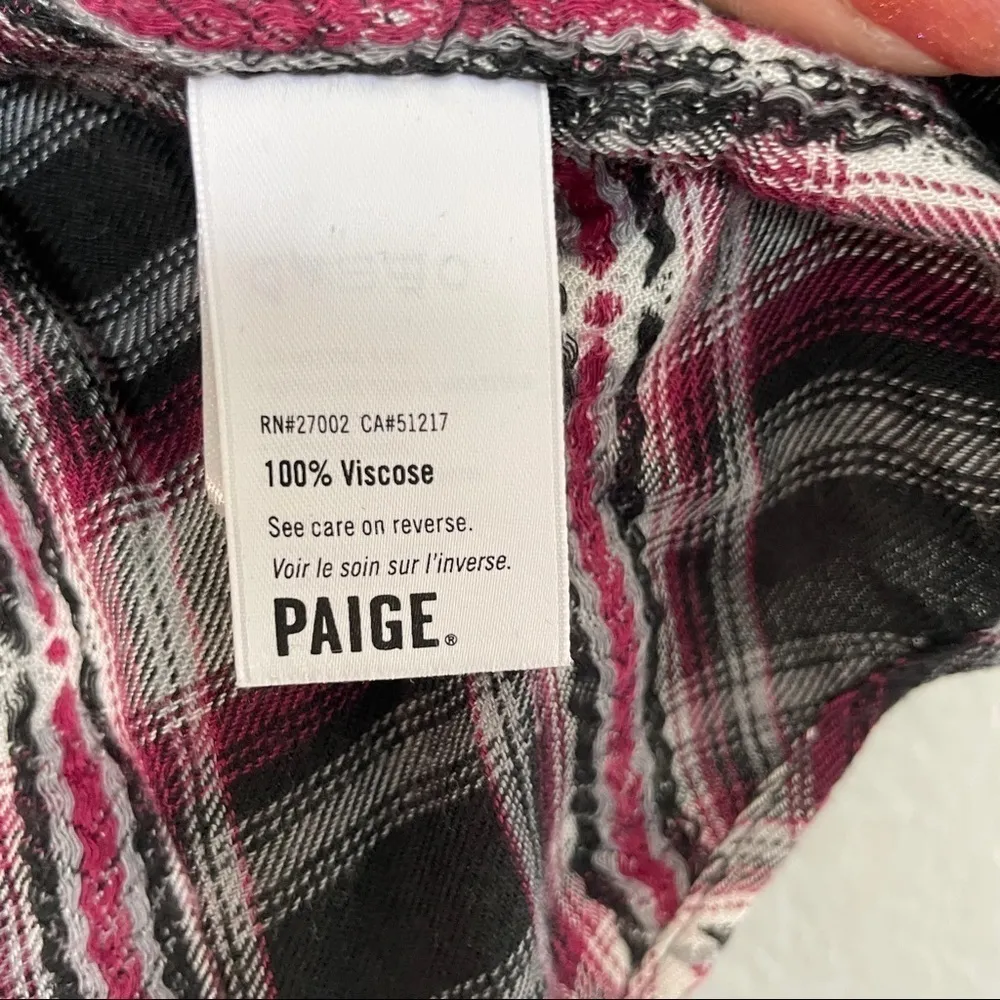 RN#27002 CA#51217
100% Viscose
See care on reverse.
Voir le soin sur l'inverse.
PAIGE®